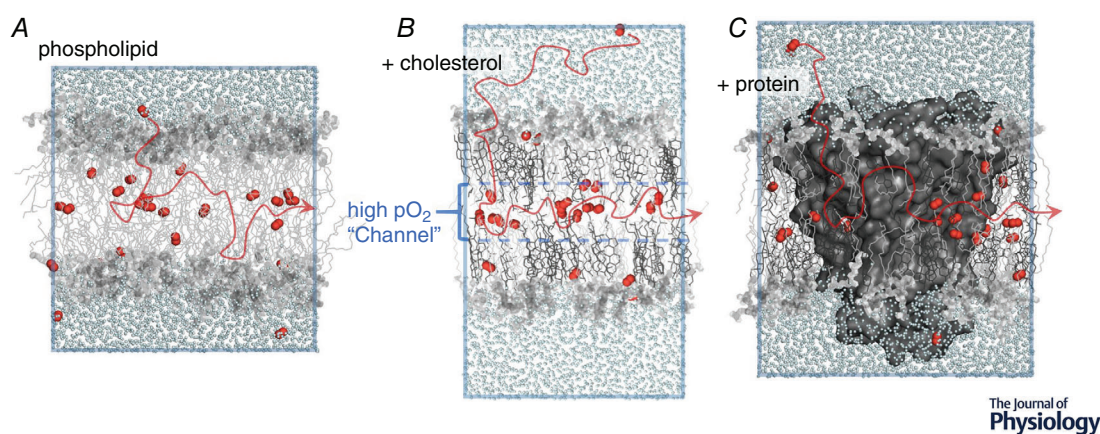 A
phospholipid
B
+ cholesterol
high pO2
“Channel”
C
+ protein
The Journal of
Physiology